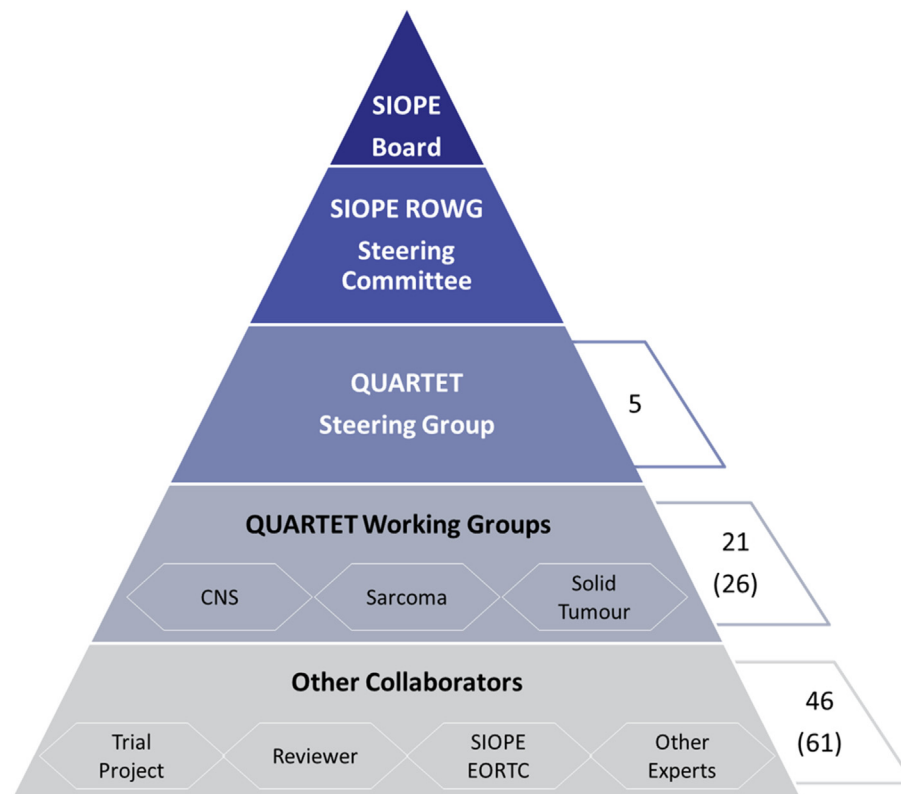 SIOPE
Board
SIOPE ROWG
Steering
Committee
QUARTET
Steering Group
5
QUARTET Working Groups
CNS
Sarcoma
Solid
Tumour
21
(26)
Other Collaborators
Trial
Project
Reviewer
SIOPE
EORTC
Other
Experts
46
(61)